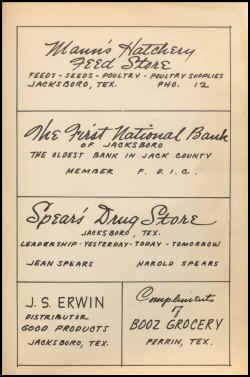 Mann's Hatchery
Feed Store
FEEDS - SEEDS - POULTRY - POULTRY SUPPLIES
JACKSBORO, TEX. PHO. 12
The First National Bank
OF JACKSBORO
THE OLDEST BANK IN JACK COUNTY
MEMBER F. D. I. C.
Spear's Drug Store
JACKSBORO, TEX.
LEADERSHIP - YESTERDAY - TODAY - TOMORROW
JEAN SPEARS HAROLD SPEARS
J. S. ERWIN
DISTRIBUTOR
GOOD PRODUCTS
JACKSBORO, TEX.
Compliments
of
BOOZ GROCERY
PERRIN, TEX.